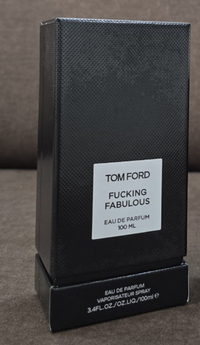 TOM FORD
FUCKING
FABULOUS
EAU DE PARFUM
100 ML
EAU DE PARFUM
VAPORISATEUR SPRAY
3.4FL.OZ./OZ.LIQ/100ml ℮